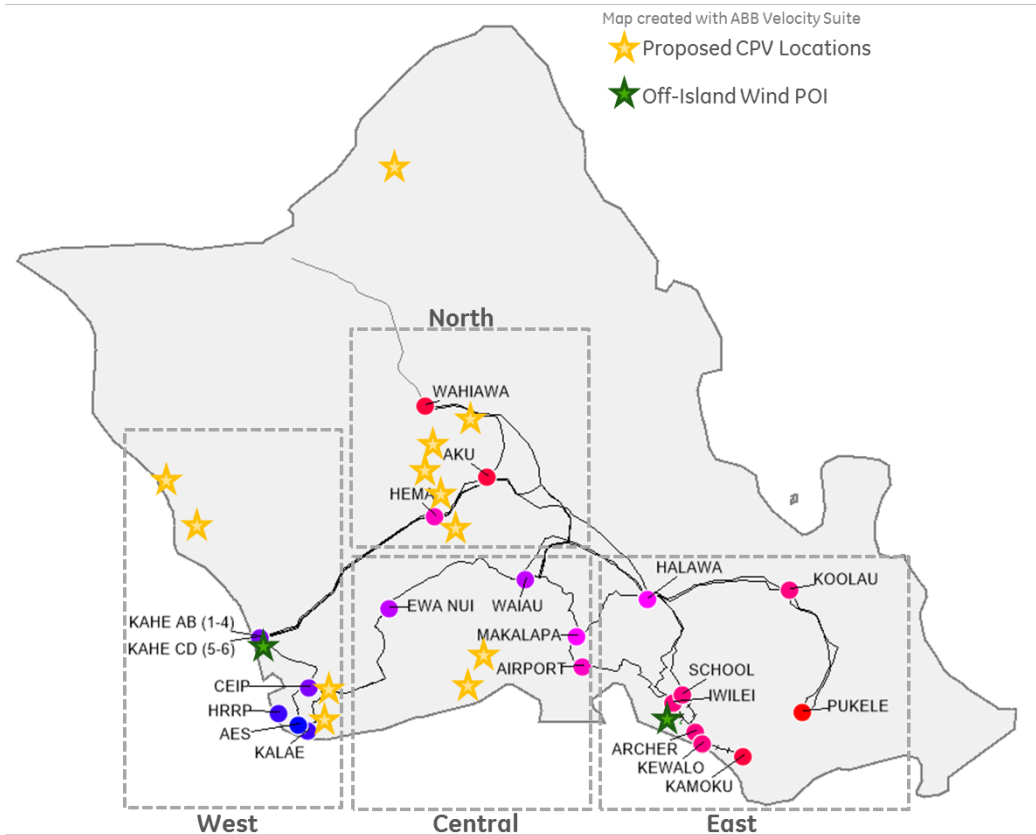 Map created with ABB Velocity Suite
Proposed CPV Locations
Off-Island Wind POI
North
WAHIAWA
AKU
HEMA
HALAWA
KOOLAU
EWA NUI
WAIAU
KAHE AB (1-4)
KAHE CD (5-6)
MAKALAPA
AIRPORT
SCHOOL
CEIP
IWILEI
HRRP
PUKELE
AES
KALAE
ARCHER
KEWALO
KAMOKU
West
Central
East